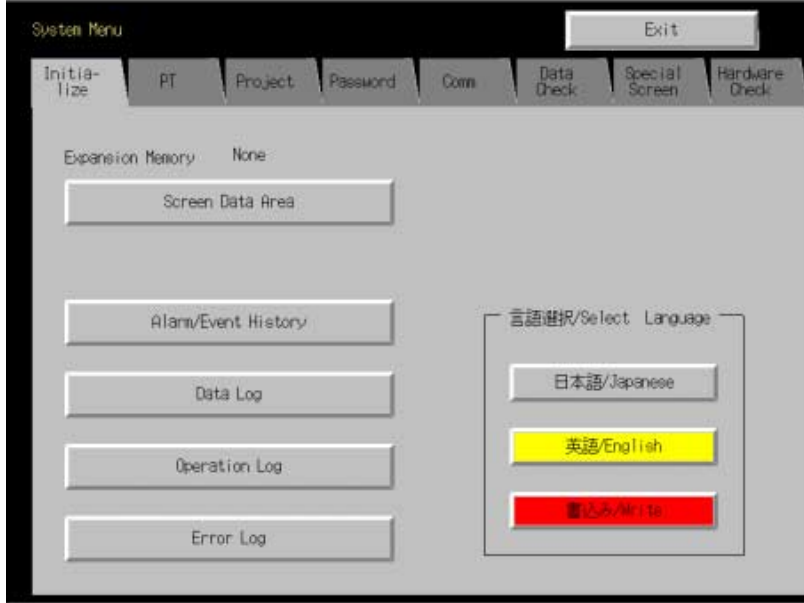 System Menu
Exit
Initia-
lize
PT
Project
Password
Comm
Data
Check
Special
Screen
Hardware
Check
Expansion Memory None
Screen Data Area
Alarm/Event History
言語選択/Select Language
Data Log
日本語/Japanese
Operation Log
英語/English
書込み/Write
Error Log